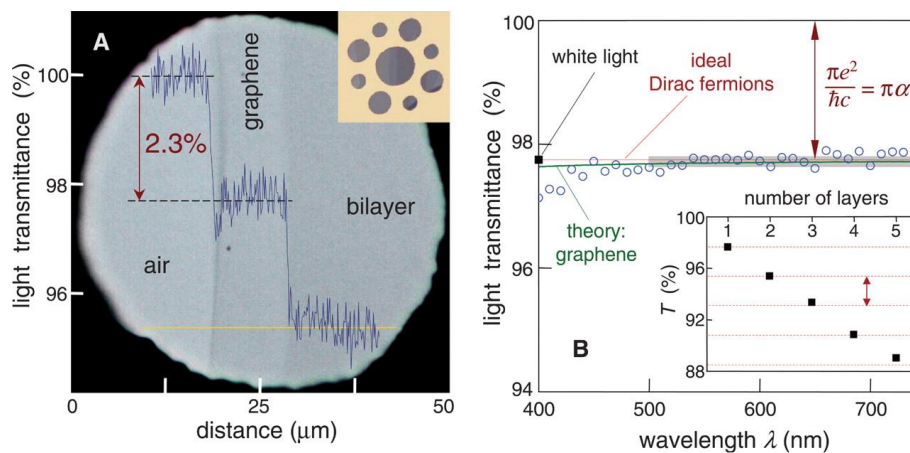 A
graphene
100
98
96
light transmittance (%)
2.3%
air
bilayer
0
25
50
distance (μm)
100
98
96
94
light transmittance (%)
white light
ideal
Dirac fermions
πe²/ħc = πα
theory:
graphene
B
number of layers
1 2 3 4 5
100
96
92
88
T (%)
400 500 600 700
wavelength λ (nm)